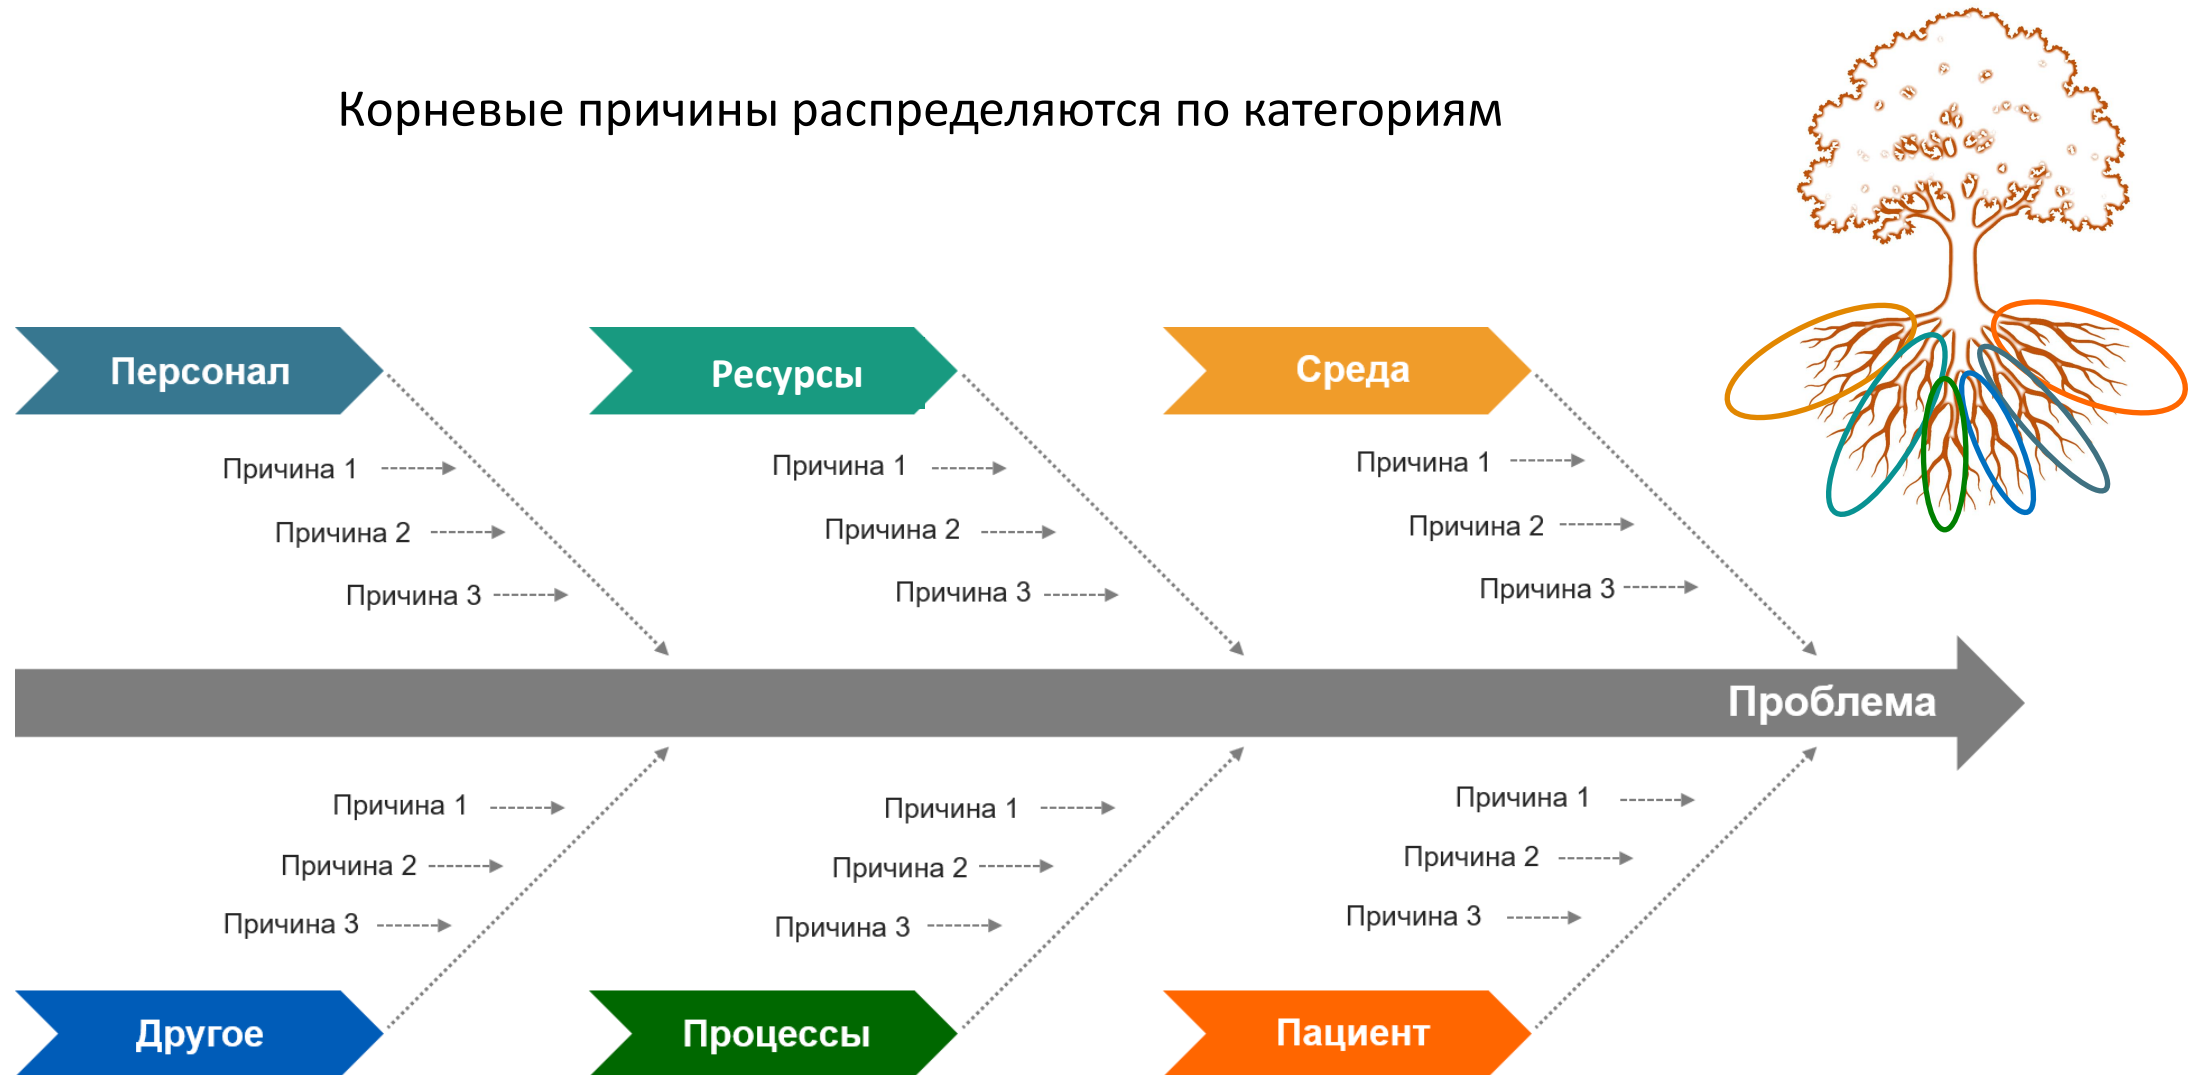 Корневые причины распределяются по категориям
Персонал
Ресурсы
Среда
Причина 1
Причина 2
Причина 3
Причина 1
Причина 2
Причина 3
Причина 1
Причина 2
Причина 3
Проблема
Причина 1
Причина 2
Причина 3
Причина 1
Причина 2
Причина 3
Причина 1
Причина 2
Причина 3
Другое
Процессы
Пациент